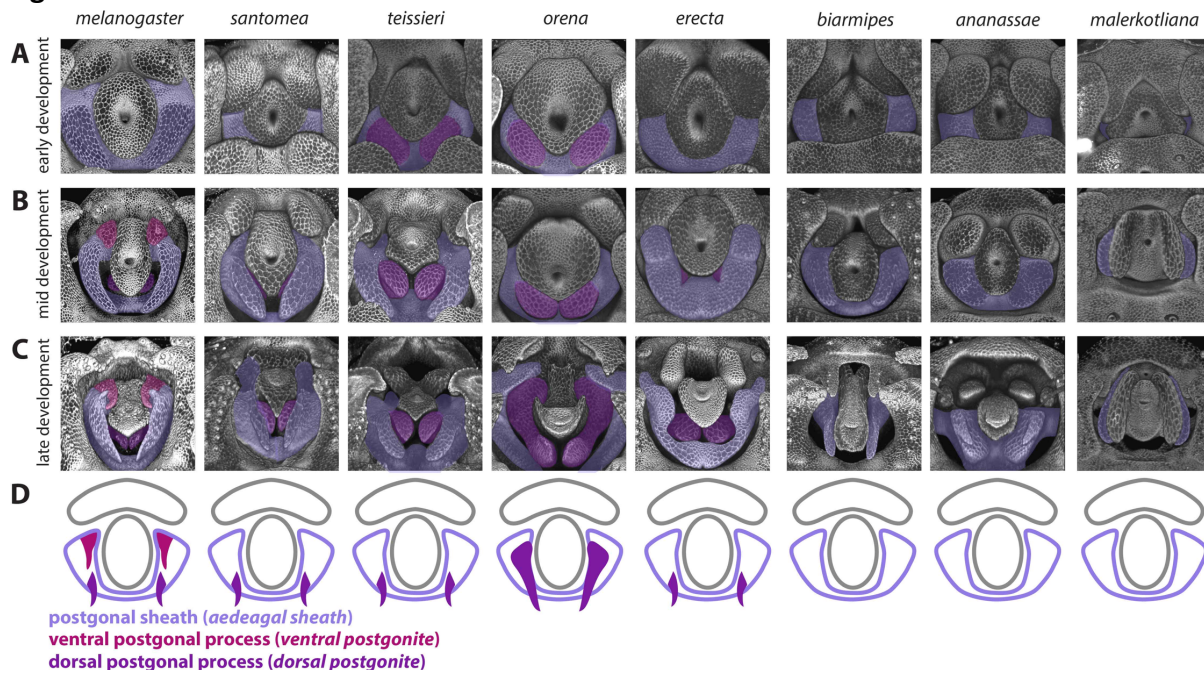 melanogaster santomea teissieri orena erecta biarmipes ananassae malerkotliana
A
early development
B
mid development
C
late development
D
postgonal sheath (aedeagal sheath)
ventral postgonal process (ventral postgonite)
dorsal postgonal process (dorsal postgonite)